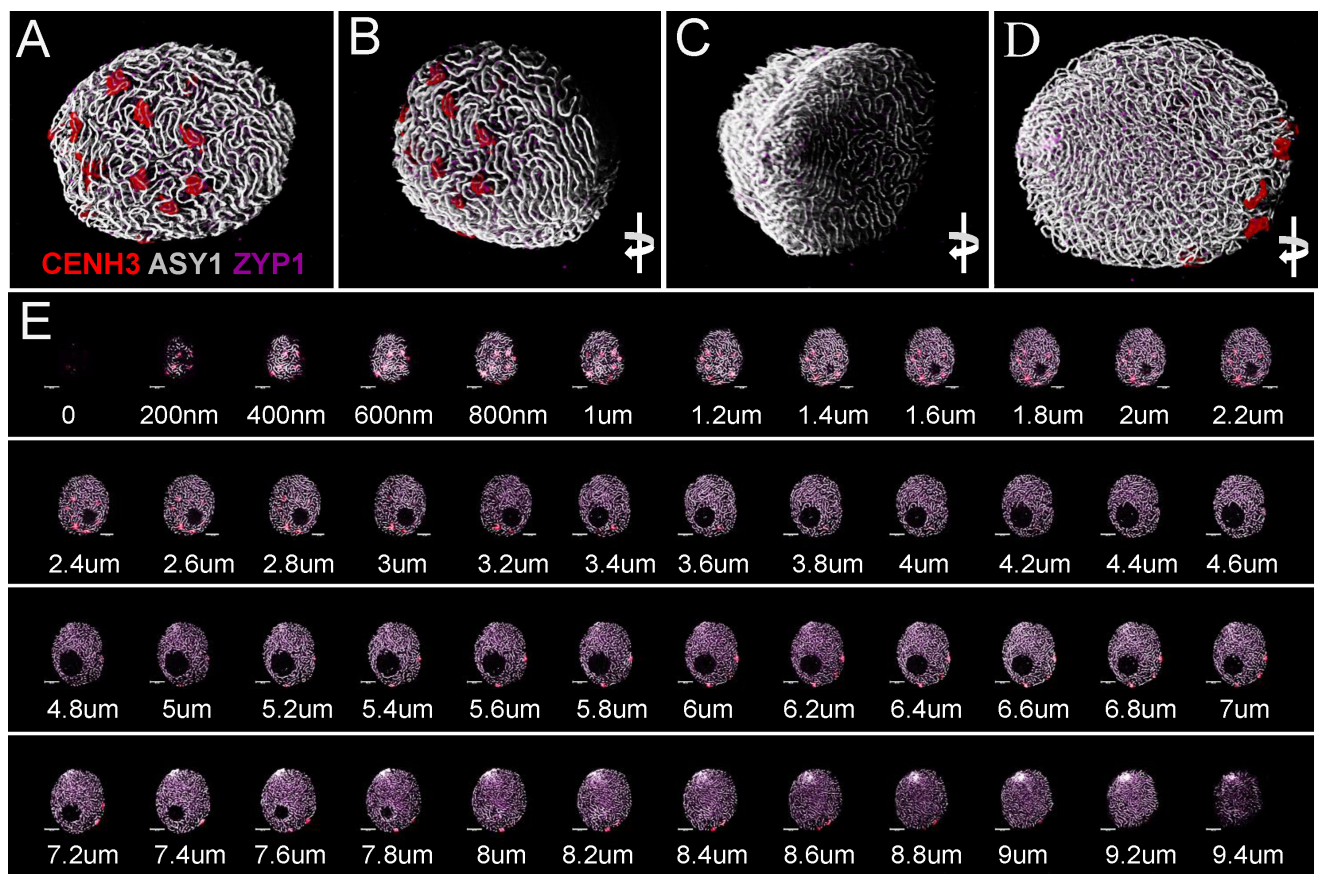 A
B
C
D
CENH3 ASY1 ZYP1
E
0 200nm 400nm 600nm 800nm 1um 1.2um 1.4um 1.6um 1.8um 2um 2.2um
2.4um 2.6um 2.8um 3um 3.2um 3.4um 3.6um 3.8um 4um 4.2um 4.4um 4.6um
4.8um 5um 5.2um 5.4um 5.6um 5.8um 6um 6.2um 6.4um 6.6um 6.8um 7um
7.2um 7.4um 7.6um 7.8um 8um 8.2um 8.4um 8.6um 8.8um 9um 9.2um 9.4um